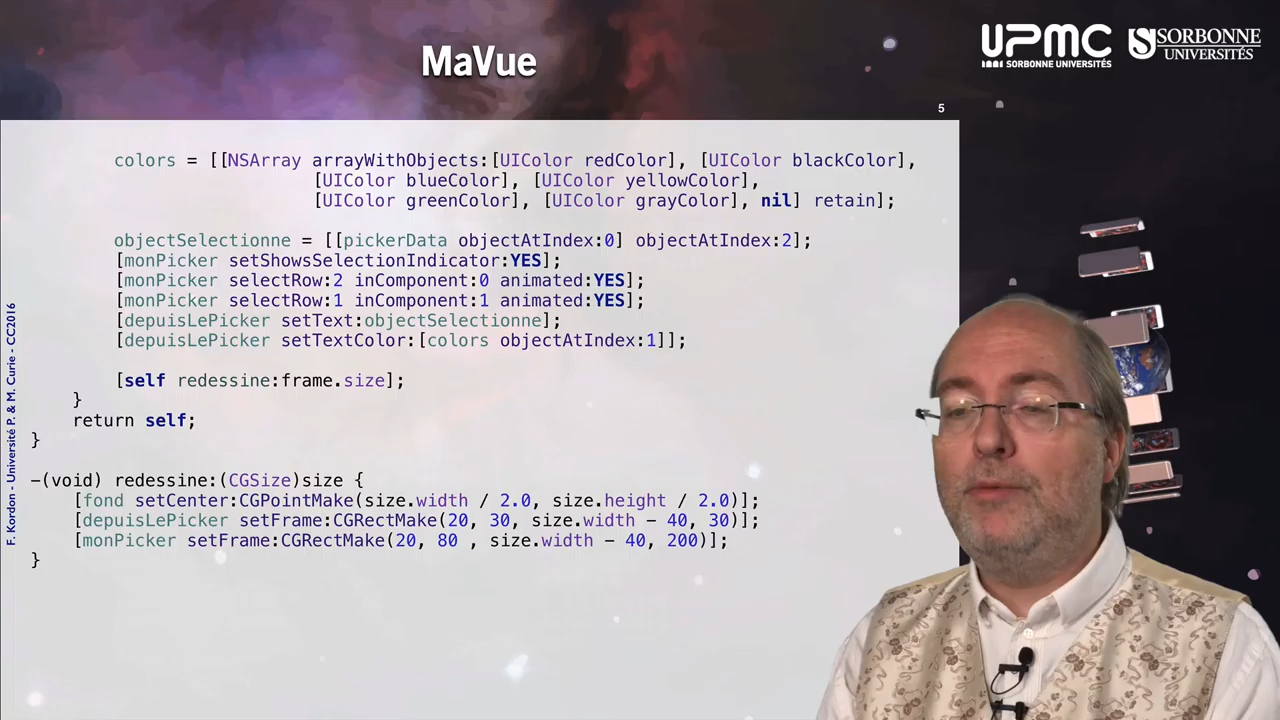 MaVue
UPMC
SORBONNE UNIVERSITÉS
SORBONNE
UNIVERSITÉS
5
colors = [[NSArray arrayWithObjects:[UIColor redColor], [UIColor blackColor],
[UIColor blueColor], [UIColor yellowColor],
[UIColor greenColor], [UIColor grayColor], nil] retain];
objectSelectionne = [[pickerData objectAtIndex:0] objectAtIndex:2];
[monPicker setShowsSelectionIndicator:YES];
[monPicker selectRow:2 inComponent:0 animated:YES];
[monPicker selectRow:1 inComponent:1 animated:YES];
[depuisLePicker setText:objectSelectionne];
[depuisLePicker setTextColor:[colors objectAtIndex:1]];
[self redessine:frame.size];
}
return self;
}
-(void) redessine:(CGSize)size {
[fond setCenter:CGPointMake(size.width / 2.0, size.height / 2.0)];
[depuisLePicker setFrame:CGRectMake(20, 30, size.width - 40, 30)];
[monPicker setFrame:CGRectMake(20, 80 , size.width - 40, 200)];
}
F. Kordon - Université P. & M. Curie - CC2016